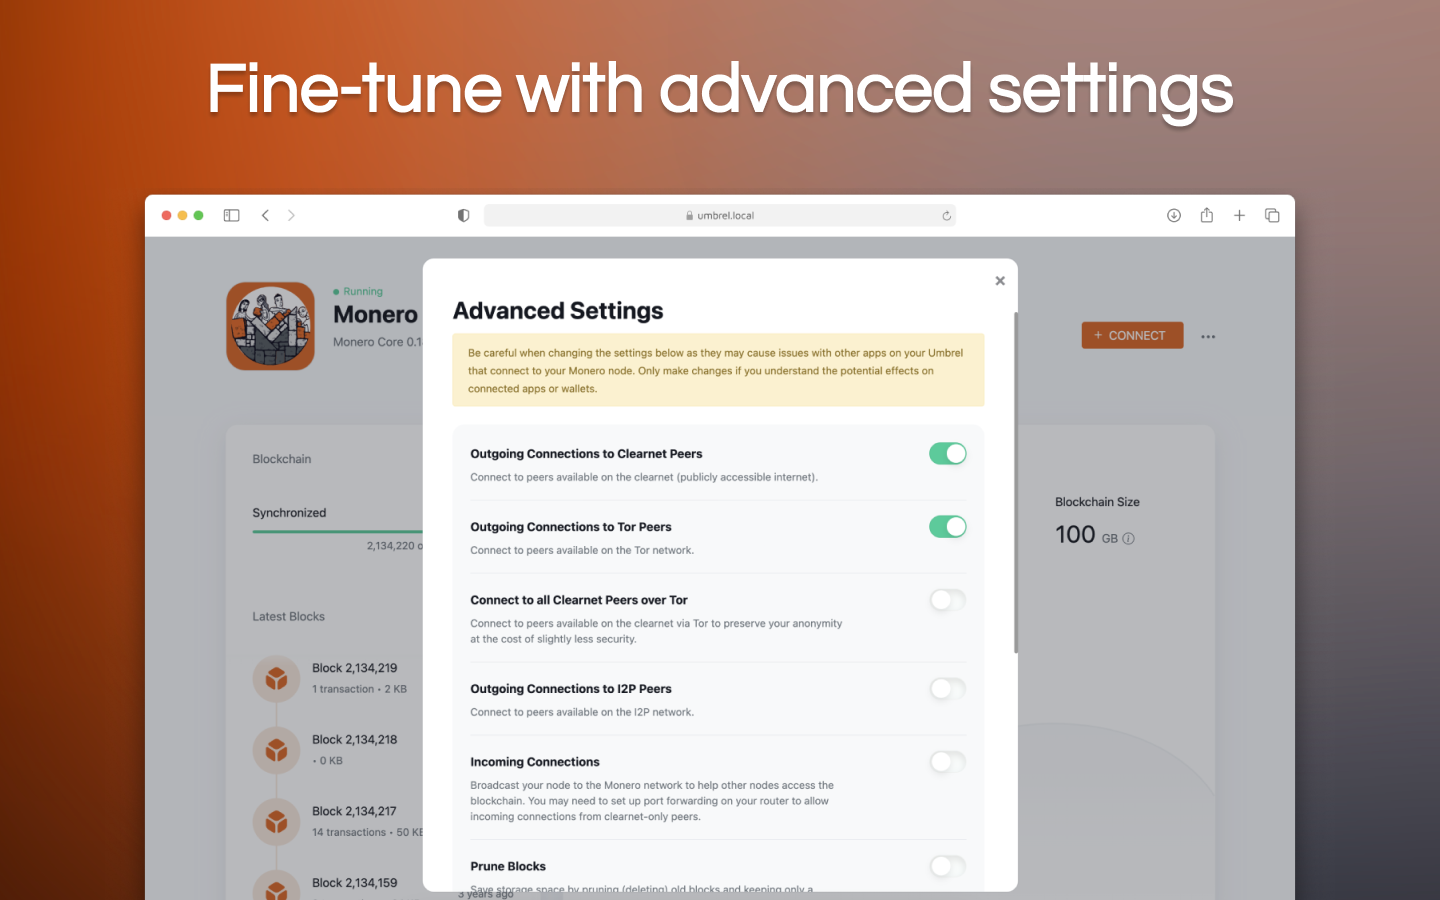 Fine-tune with advanced settings
umbrel.local
Running
Monero
Monero Core 0.1
+ CONNECT
Advanced Settings
Be careful when changing the settings below as they may cause issues with other apps on your Umbrel
that connect to your Monero node. Only make changes if you understand the potential effects on
connected apps or wallets.
Outgoing Connections to Clearnet Peers
Connect to peers available on the clearnet (publicly accessible internet).
Outgoing Connections to Tor Peers
Connect to peers available on the Tor network.
Connect to all Clearnet Peers over Tor
Connect to peers available on the clearnet via Tor to preserve your anonymity
at the cost of slightly less security.
Outgoing Connections to I2P Peers
Connect to peers available on the I2P network.
Incoming Connections
Broadcast your node to the Monero network to help other nodes access the
blockchain. You may need to set up port forwarding on your router to allow
incoming connections from clearnet-only peers.
Prune Blocks
Save storage space by pruning (deleting) old blocks and keeping only a
Blockchain
Synchronized
2,134,220 o
Latest Blocks
Block 2,134,219
1 transaction • 2 KB
Block 2,134,218
• 0 KB
Block 2,134,217
14 transactions • 50 KB
Block 2,134,159
3 years ago
Blockchain Size
100 GB